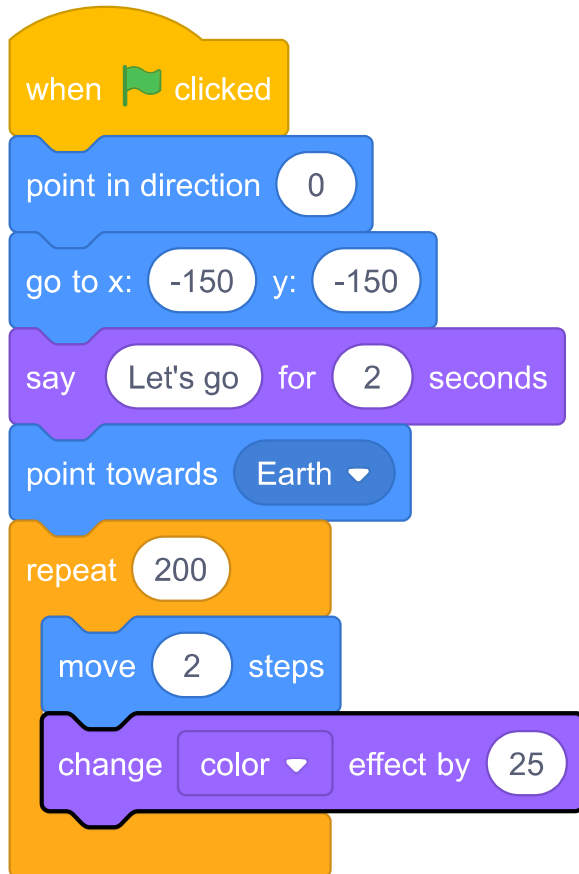 when clicked
point in direction 0
go to x: -150 y: -150
say Let's go for 2 seconds
point towards Earth
repeat 200
move 2 steps
change color effect by 25